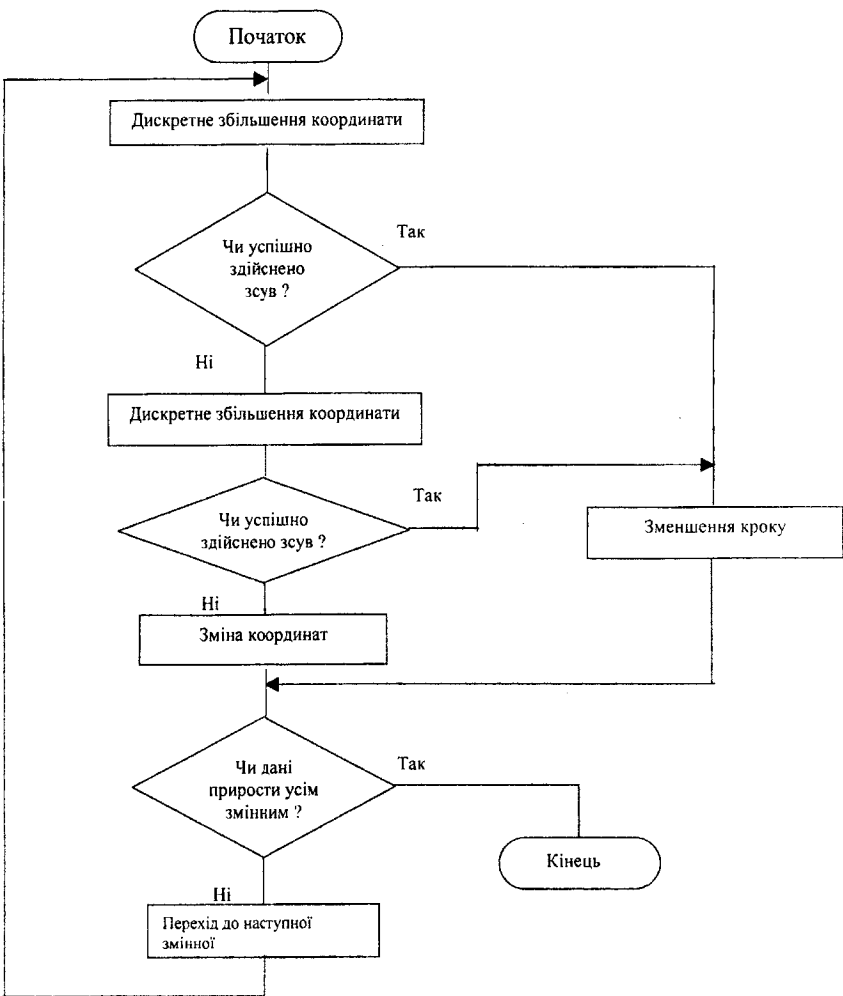 Початок
Дискретне збільшення координати
Так
Чи успішно
здійснено
зсув ?
Ні
Дискретне збільшення координати
Так
Чи успішно
здійснено зсув ?
Зменшення кроку
Ні
Зміна координат
Так
Чи дані
прирости усім
змінним ?
Кінець
Ні
Перехід до наступної
змінної